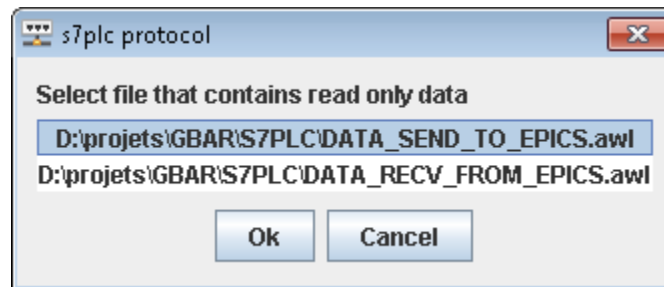 s7plc protocol
Select file that contains read only data
D:\projets\GBAR\S7PLC\DATA_SEND_TO_EPICS.awl
D:\projets\GBAR\S7PLC\DATA_RECV_FROM_EPICS.awl
Ok Cancel